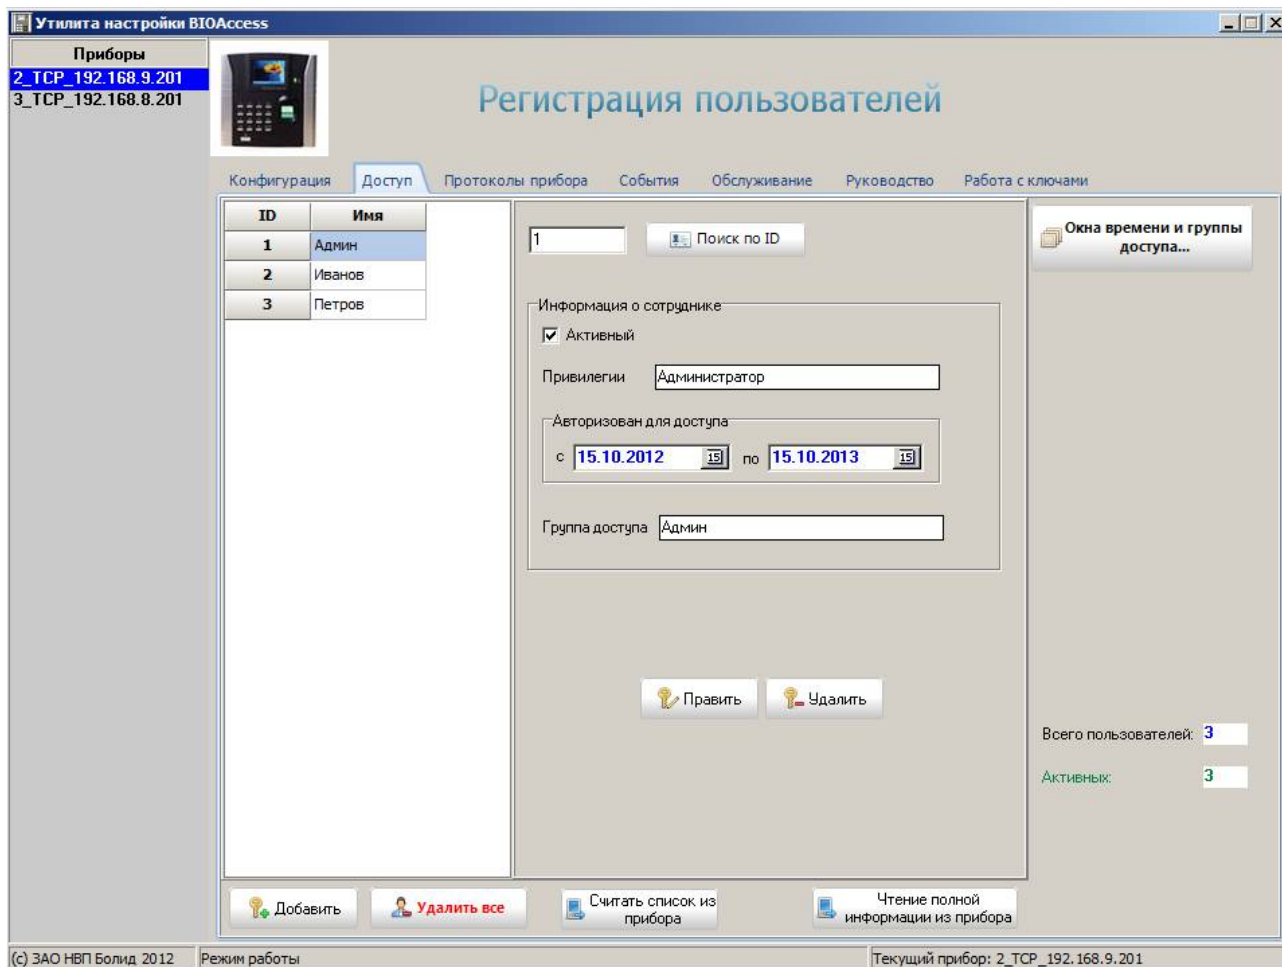 Утилита настройки BIOAccess
Приборы
2_TCP_192.168.9.201
3_TCP_192.168.8.201
Регистрация пользователей
Конфигурация Доступ Протоколы прибора События Обслуживание Руководство Работа с ключами
ID Имя
1 Админ
2 Иванов
3 Петров
1 Поиск по ID
Информация о сотруднике
Активный
Привилегии Администратор
Авторизован для доступа
с 15.10.2012 15 по 15.10.2013 15
Группа доступа Админ
Править Удалить
Окна времени и группы
доступа...
Всего пользователей: 3
Активных: 3
Добавить Удалить все
Считать список из
прибора
Чтение полной
информации из прибора
(c) ЗАО НВП Болид 2012 Режим работы Текущий прибор: 2_TCP_192.168.9.201